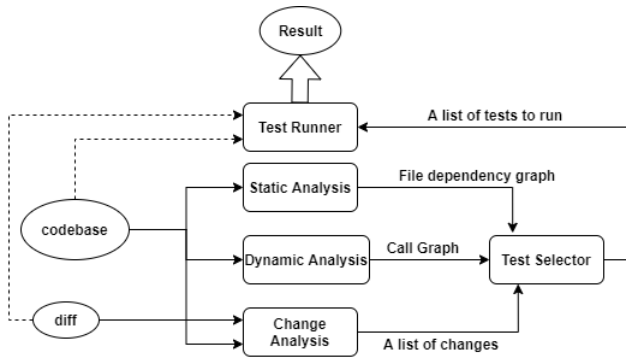 Result
A list of tests to run
Test Runner
Static Analysis
File dependency graph
codebase
Dynamic Analysis
Call Graph
Test Selector
diff
Change
Analysis
A list of changes